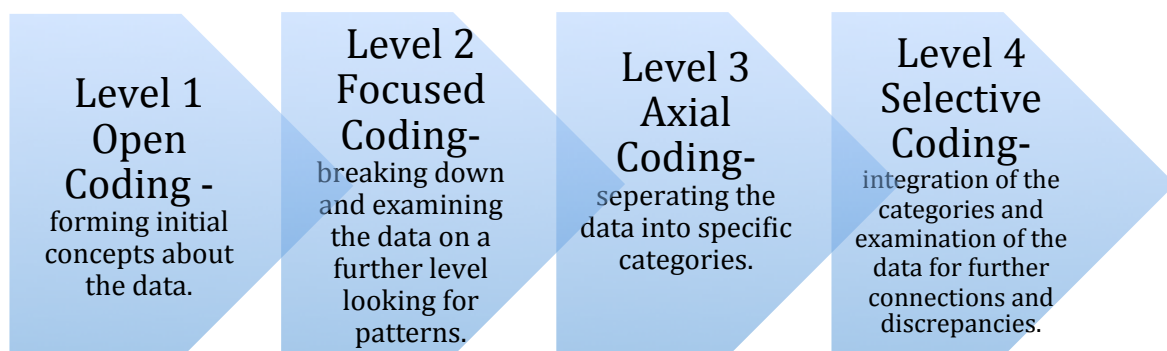 Level 1
Open
Coding -
forming initial
concepts about
the data.
Level 2
Focused
Coding-
breaking down
and examining
the data on a
further level
looking for
patterns.
Level 3
Axial
Coding-
seperating the
data into specific
categories.
Level 4
Selective
Coding-
integration of the
categories and
examination of the
data for further
connections and
discrepancies.